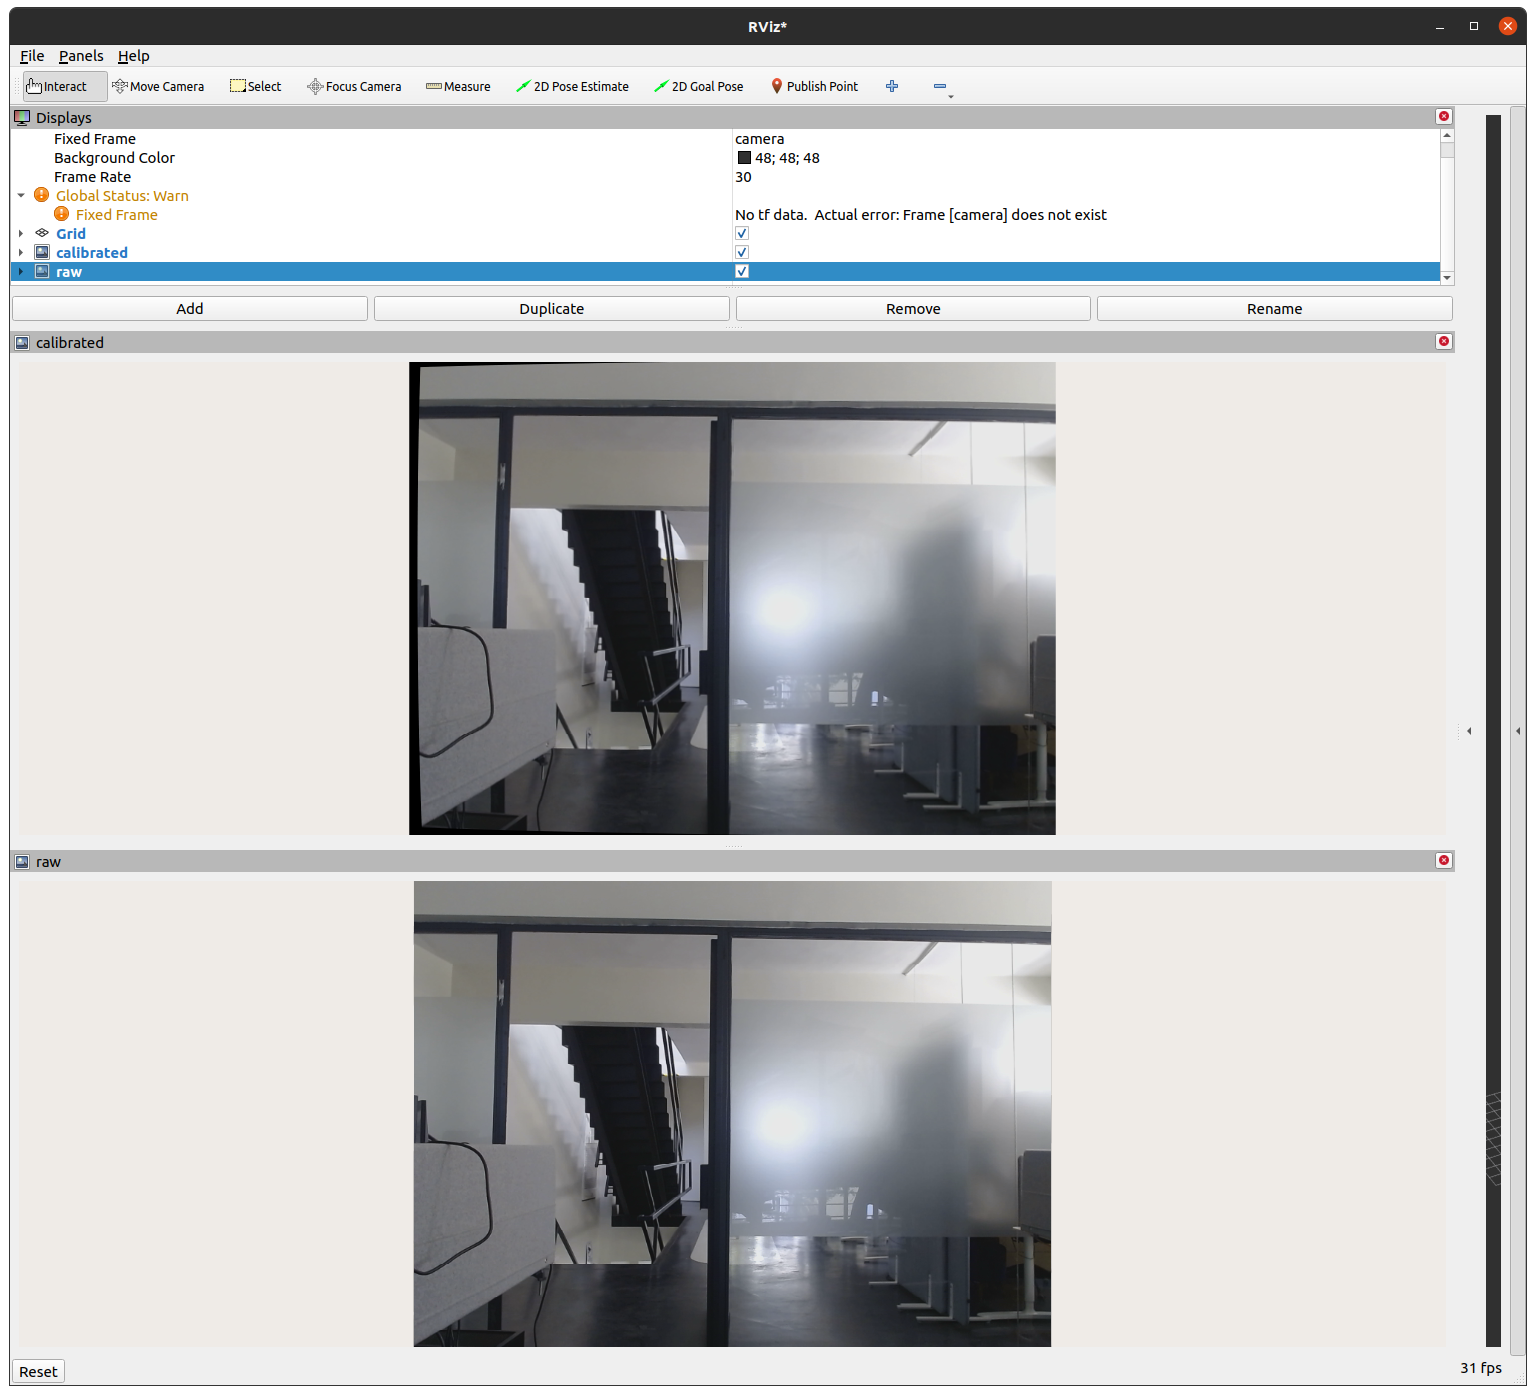 RViz*
File Panels Help
Interact Move Camera Select Focus Camera Measure 2D Pose Estimate 2D Goal Pose Publish Point
Displays
Fixed Frame camera
Background Color 48; 48; 48
Frame Rate 30
Global Status: Warn
Fixed Frame No tf data.  Actual error: Frame [camera] does not exist
Grid
calibrated
raw
Add Duplicate Remove Rename
calibrated
raw
Reset 31 fps